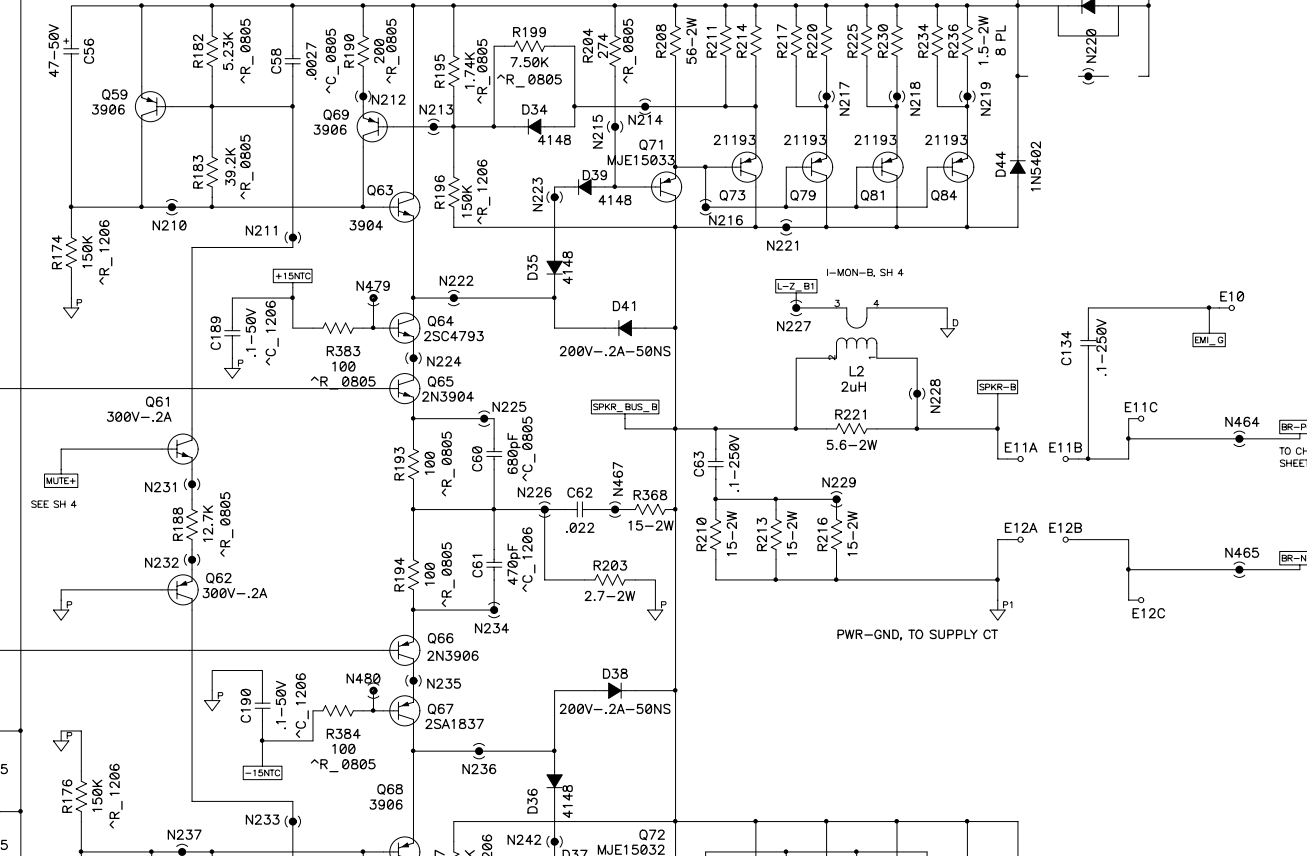 47-50V
C56
R182
5.23K
^R_0805
C58
.0027
^C_0805
R190
200
^R_0805
R195
1.74K
^R_0805
R199
7.50K
^R_0805
R204
274
^R_0805
R208
56-2W
R211
R214
R217
R220
R225
R230
R234
R236
1.5-2W
8 PL
N220
Q59
3906
N212
Q69
3906
N213
D34
4148
N214
N215
N217
N218
N219
R183
39.2K
^R_0805
R196
150K
^R_1206
Q71
MJE15033
21193
21193
21193
21193
D44
1N5402
Q63
3904
N223
D39
4148
Q73
Q79
Q81
Q84
N210
N211
N216
N221
R174
150K
^R_1206
P
+15NTC
N479
N222
D35
4148
I-MON-B, SH 4
L-Z_B1
3
4
N227
D
E10
EMI_G
C189
.1-50V
^C_1206
P
R383
100
^R_0805
Q64
2SC4793
N224
D41
200V-.2A-50NS
2
1
L2
2uH
C134
.1-250V
Q65
2N3904
Q61
300V-.2A
N225
SPKR_BUS_B
N228
SPKR-B
R221
5.6-2W
E11C
N464
E11A
E11B
MUTE+
SEE SH 4
N231
R193
100
^R_0805
C60
680pF
^C_0805
C63
.1-250V
R188
12.7K
^R_0805
N226
C62
.022
N467
R368
15-2W
N229
R210
15-2W
R213
15-2W
R216
15-2W
E12A
E12B
N232
Q62
300V-.2A
P
R194
100
^R_0805
C61
470pF
^C_1206
R203
2.7-2W
P
N465
E12C
P1
N234
PWR-GND, TO SUPPLY CT
Q66
2N3906
P
C190
.1-50V
^C_1206
N480
N235
Q67
2SA1837
D38
200V-.2A-50NS
R384
100
^R_0805
-15NTC
P
N236
5
R176
150K
^R_1206
Q68
3906
D36
4148
N233
N237
5
N242
D37
Q72
MJE15032